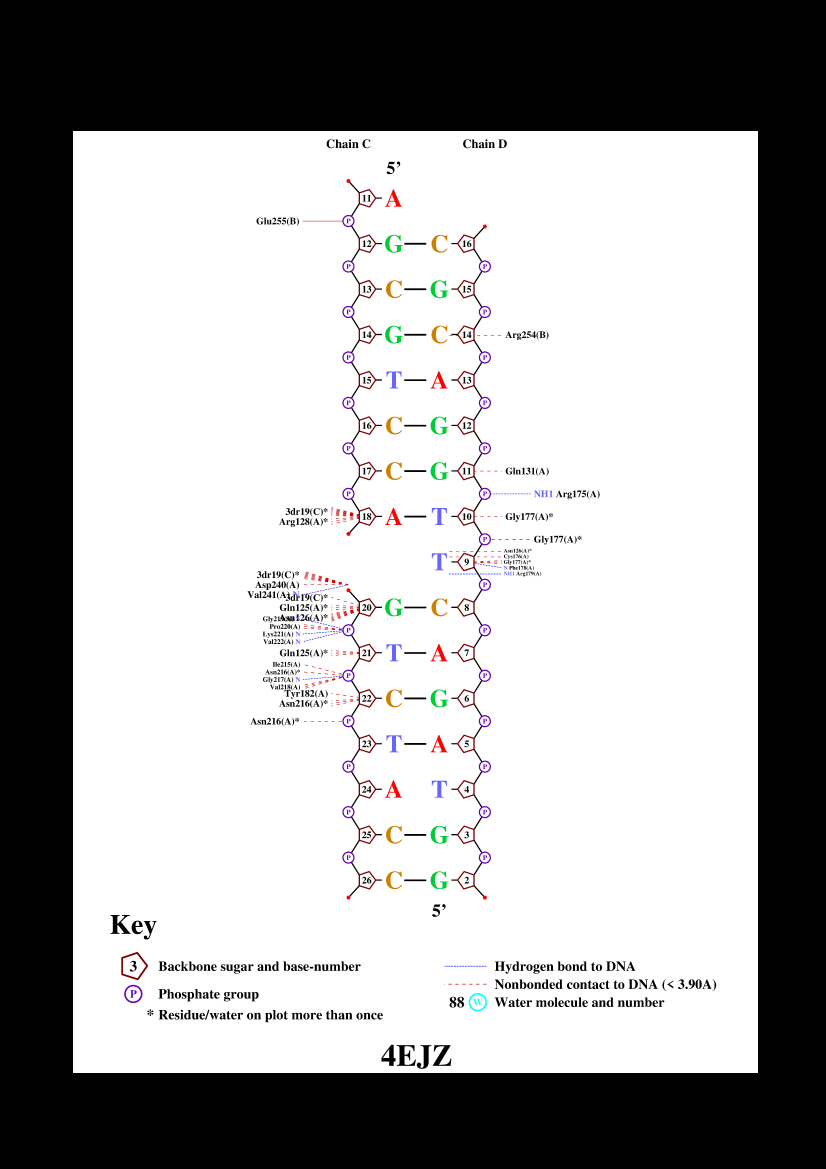 Chain C Chain D
5’
11 A
P
Glu255(B)
12 G C 16
P P
13 C G 15
P P
14 G C 14 Arg254(B)
P P
15 T A 13
P P
16 C G 12
P P
17 C G 11 Gln131(A)
P P NH1 Arg175(A)
3dr19(C)*
Arg128(A)*
18 A T 10 Gly177(A)*
P Gly177(A)*
Asn126(A)*
Cys176(A)
T 9 Gly177(A)*
N Phe178(A)
NH1 Arg179(A)
3dr19(C)*
Asp240(A) P
Val241(A) N
3dr19(C)*
Gln125(A)* 20 G C 8
Asn126(A)*
Pro220(A) P P
Lys221(A) N
Val222(A) N
Gln125(A)* 21 T A 7
Ile215(A)
Asn216(A)*
Gly217(A) N P P
Val218(A)
Tyr182(A)
Asn216(A)* 22 C G 6
Asn216(A)* P P
23 T A 5
P P
24 A T 4
P P
25 C G 3
P P
26 C G 2
5’
Key
3 Backbone sugar and base-number
P Phosphate group
* Residue/water on plot more than once
Hydrogen bond to DNA
Nonbonded contact to DNA (< 3.90A)
88 W Water molecule and number
4EJZ